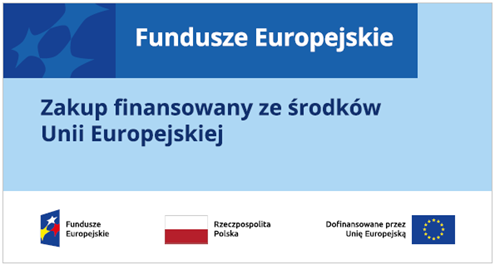 Fundusze Europejskie
Zakup finansowany ze środków
Unii Europejskiej
Fundusze
Europejskie
Rzeczpospolita
Polska
Dofinansowane przez
Unię Europejską